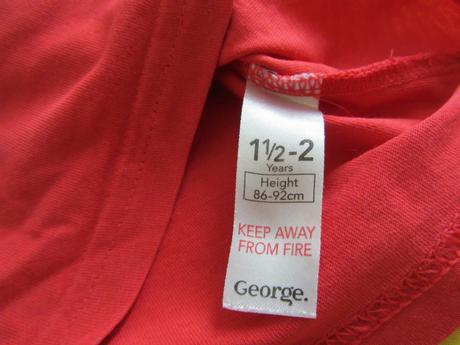 1½-2
Years
Height
86-92cm
KEEP AWAY
FROM FIRE
George.